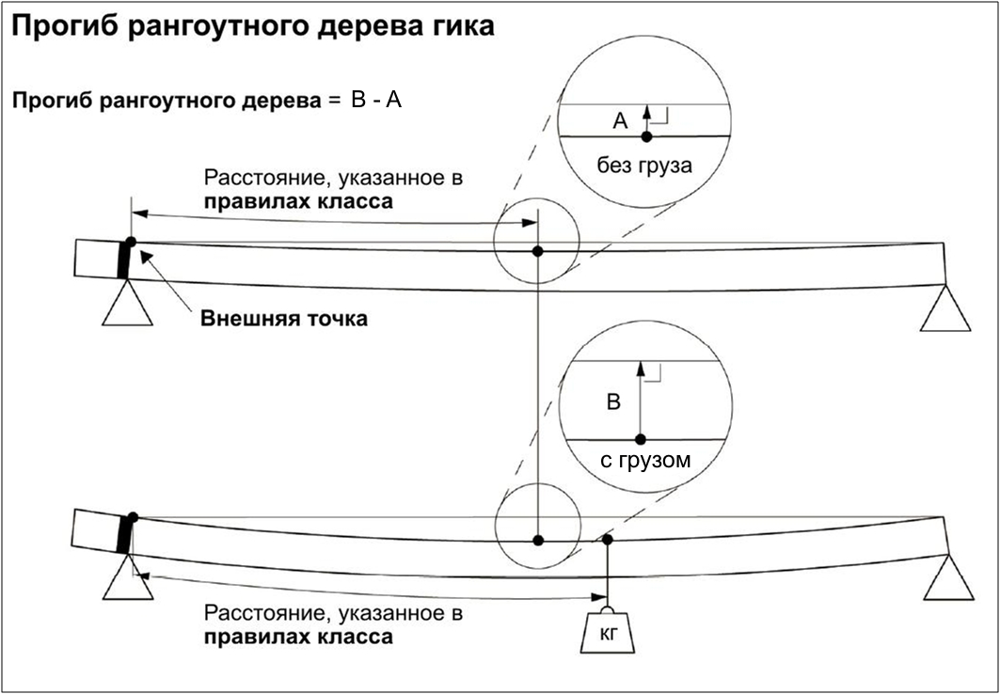 Прогиб рангоутного дерева гика
Прогиб рангоутного дерева = B - A
A
без груза
Расстояние, указанное в
правилах класса
Внешняя точка
B
с грузом
Расстояние, указанное в
правилах класса
кг